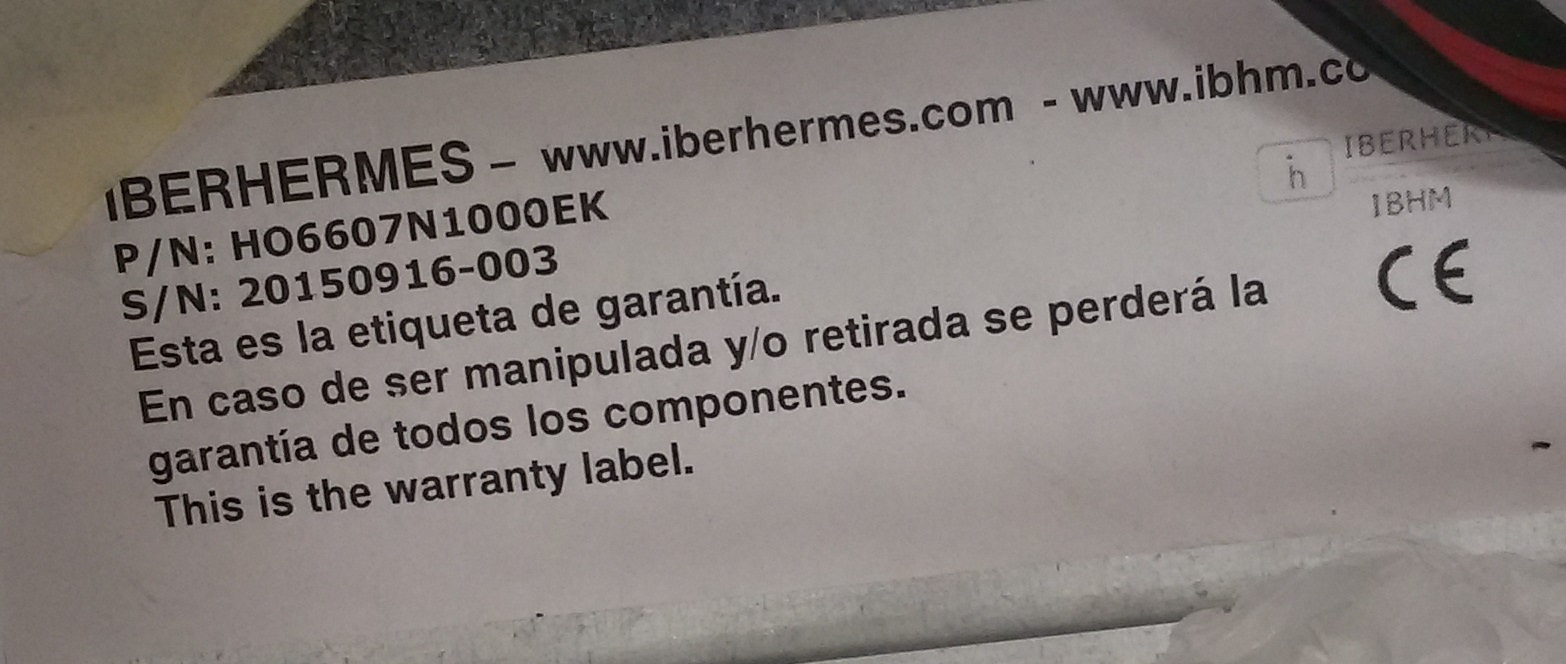 IBERHERMES – www.iberhermes.com - www.ibhm.co
P/N: HO6607N1000EK
S/N: 20150916-003
Esta es la etiqueta de garantía.
En caso de ser manipulada y/o retirada se perderá la
garantía de todos los componentes.
This is the warranty label.
h
IBERHER
IBHM
CE